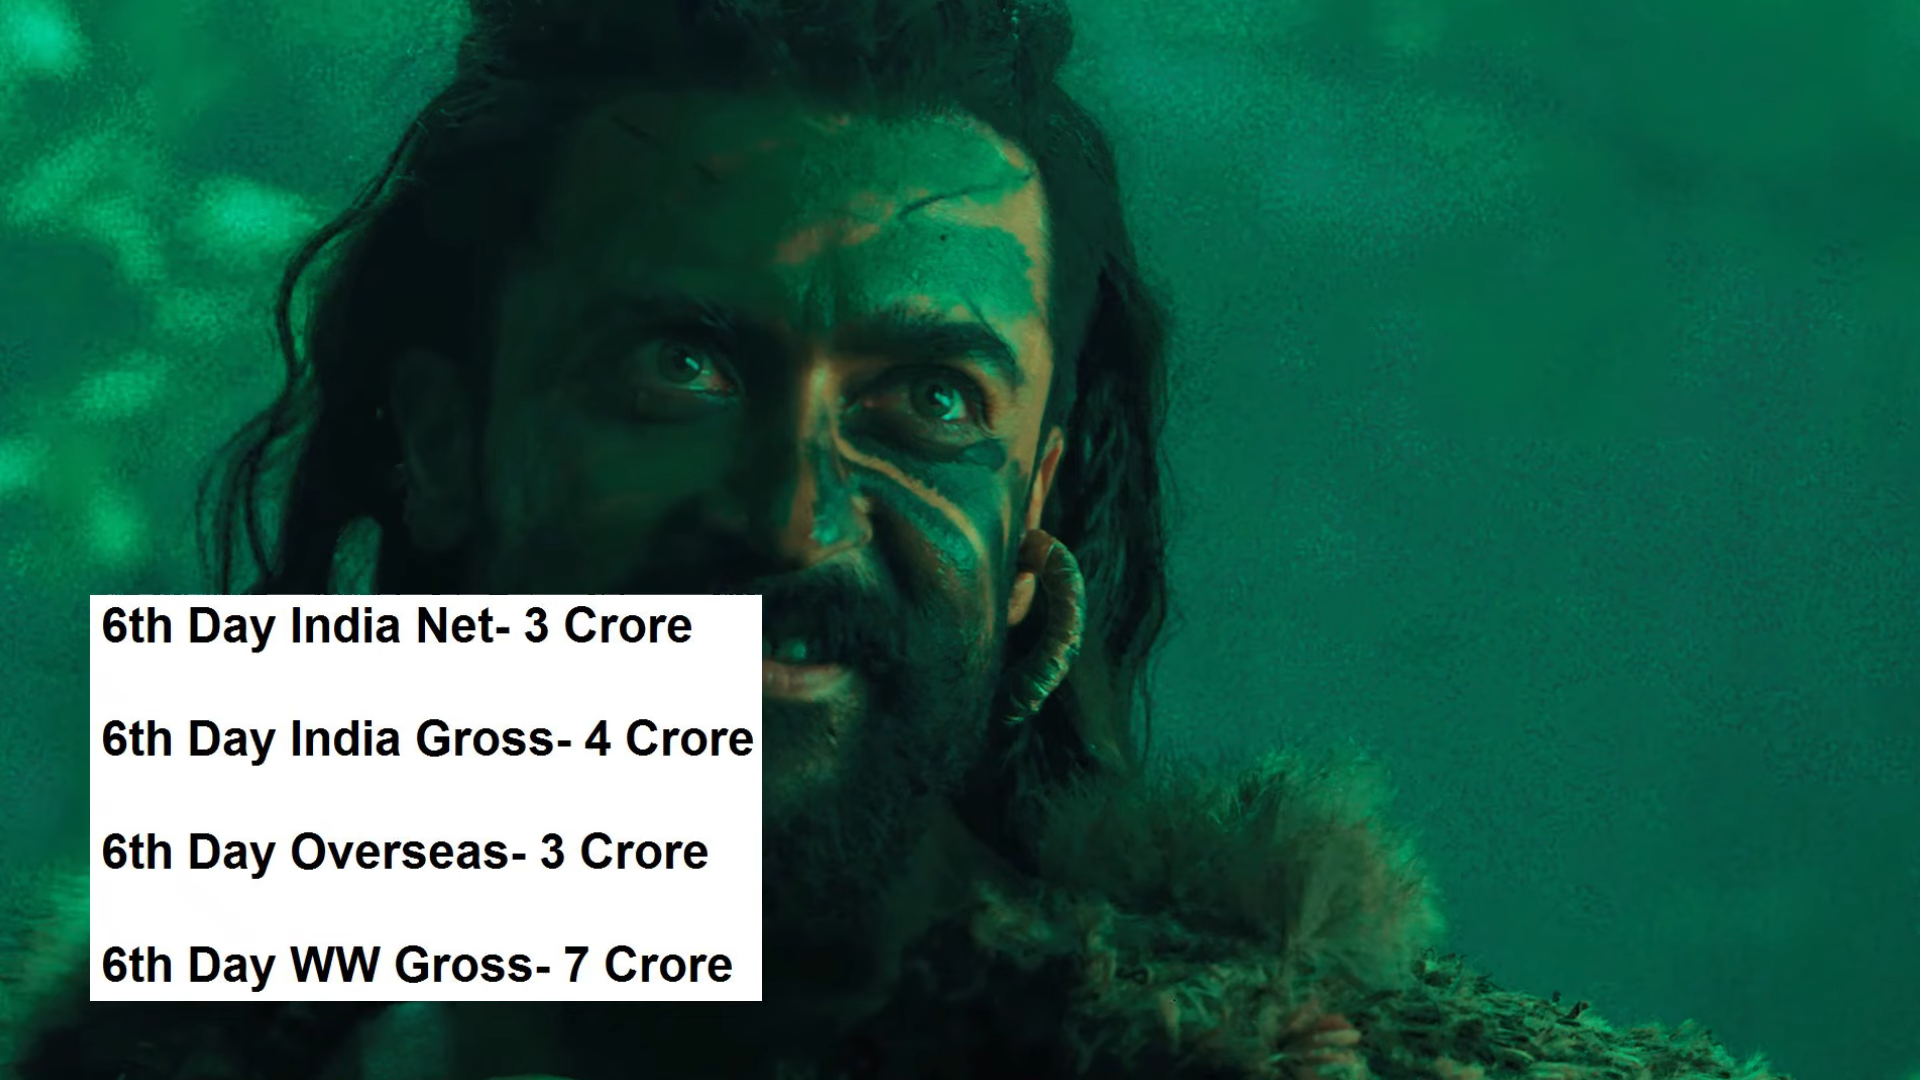 6th Day India Net- 3 Crore
6th Day India Gross- 4 Crore
6th Day Overseas- 3 Crore
6th Day WW Gross- 7 Crore